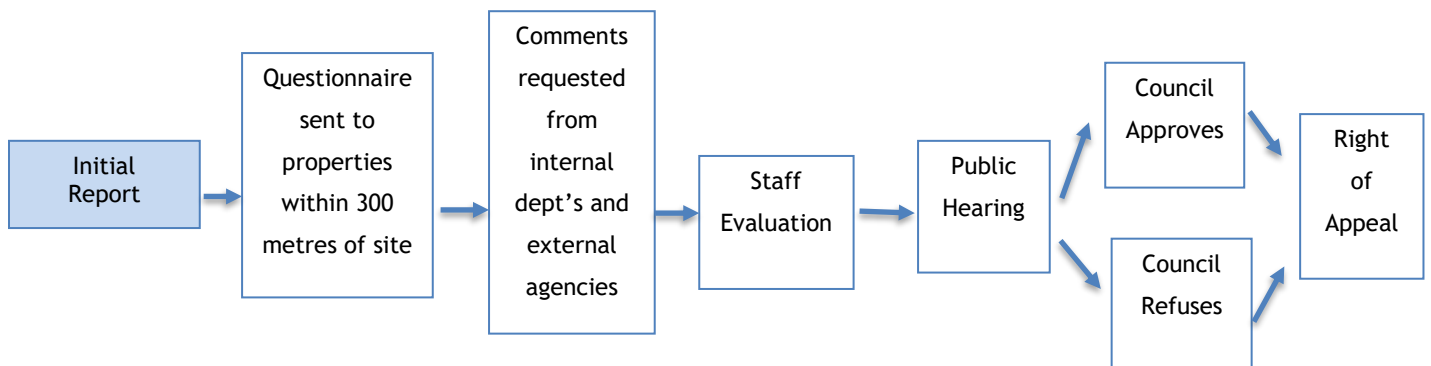 Initial
Report
Questionnaire
sent to
properties
within 300
metres of site
Comments
requested
from
internal
dept’s and
external
agencies
Staff
Evaluation
Public
Hearing
Council
Approves
Council
Refuses
Right
of
Appeal